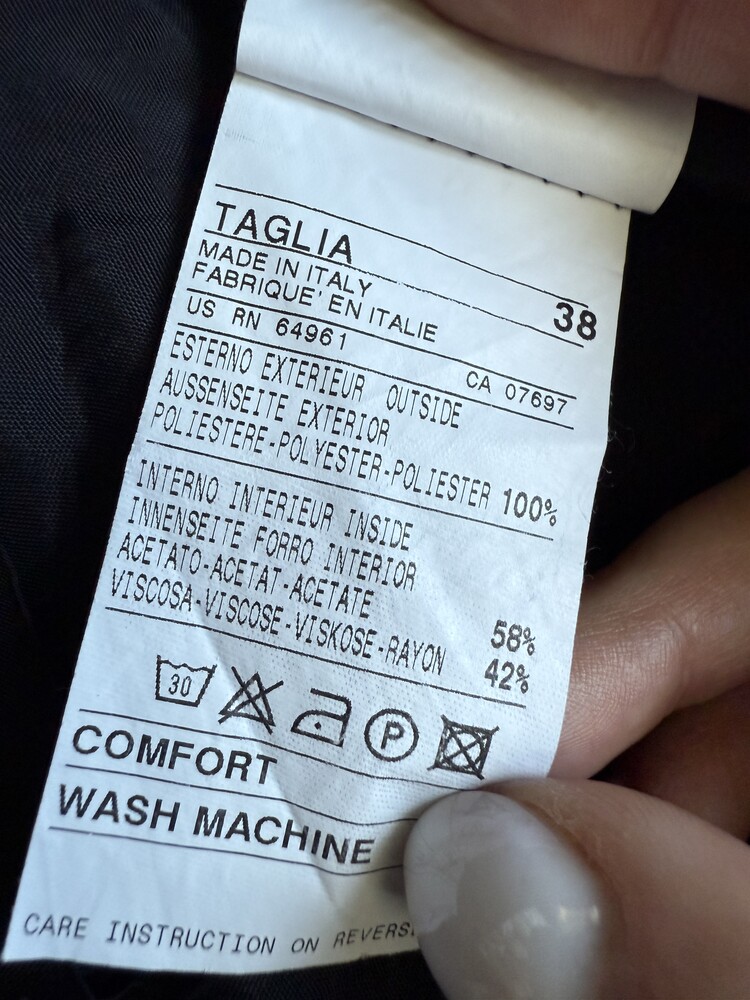 TAGLIA 38
MADE IN ITALY
FABRIQUE' EN ITALIE
US RN 64961 CA 07697
ESTERNO EXTERIEUR OUTSIDE
AUSSENSEITE EXTERIOR
POLIESTERE-POLYESTER-POLIESTER 100%
INTERNO INTERIEUR INSIDE
INNENSEITE FORRO INTERIOR
ACETATO-ACETAT-ACETATE 58%
VISCOSA-VISCOSE-VISKOSE-RAYON 42%
30 P
COMFORT
WASH MACHINE
CARE INSTRUCTION ON